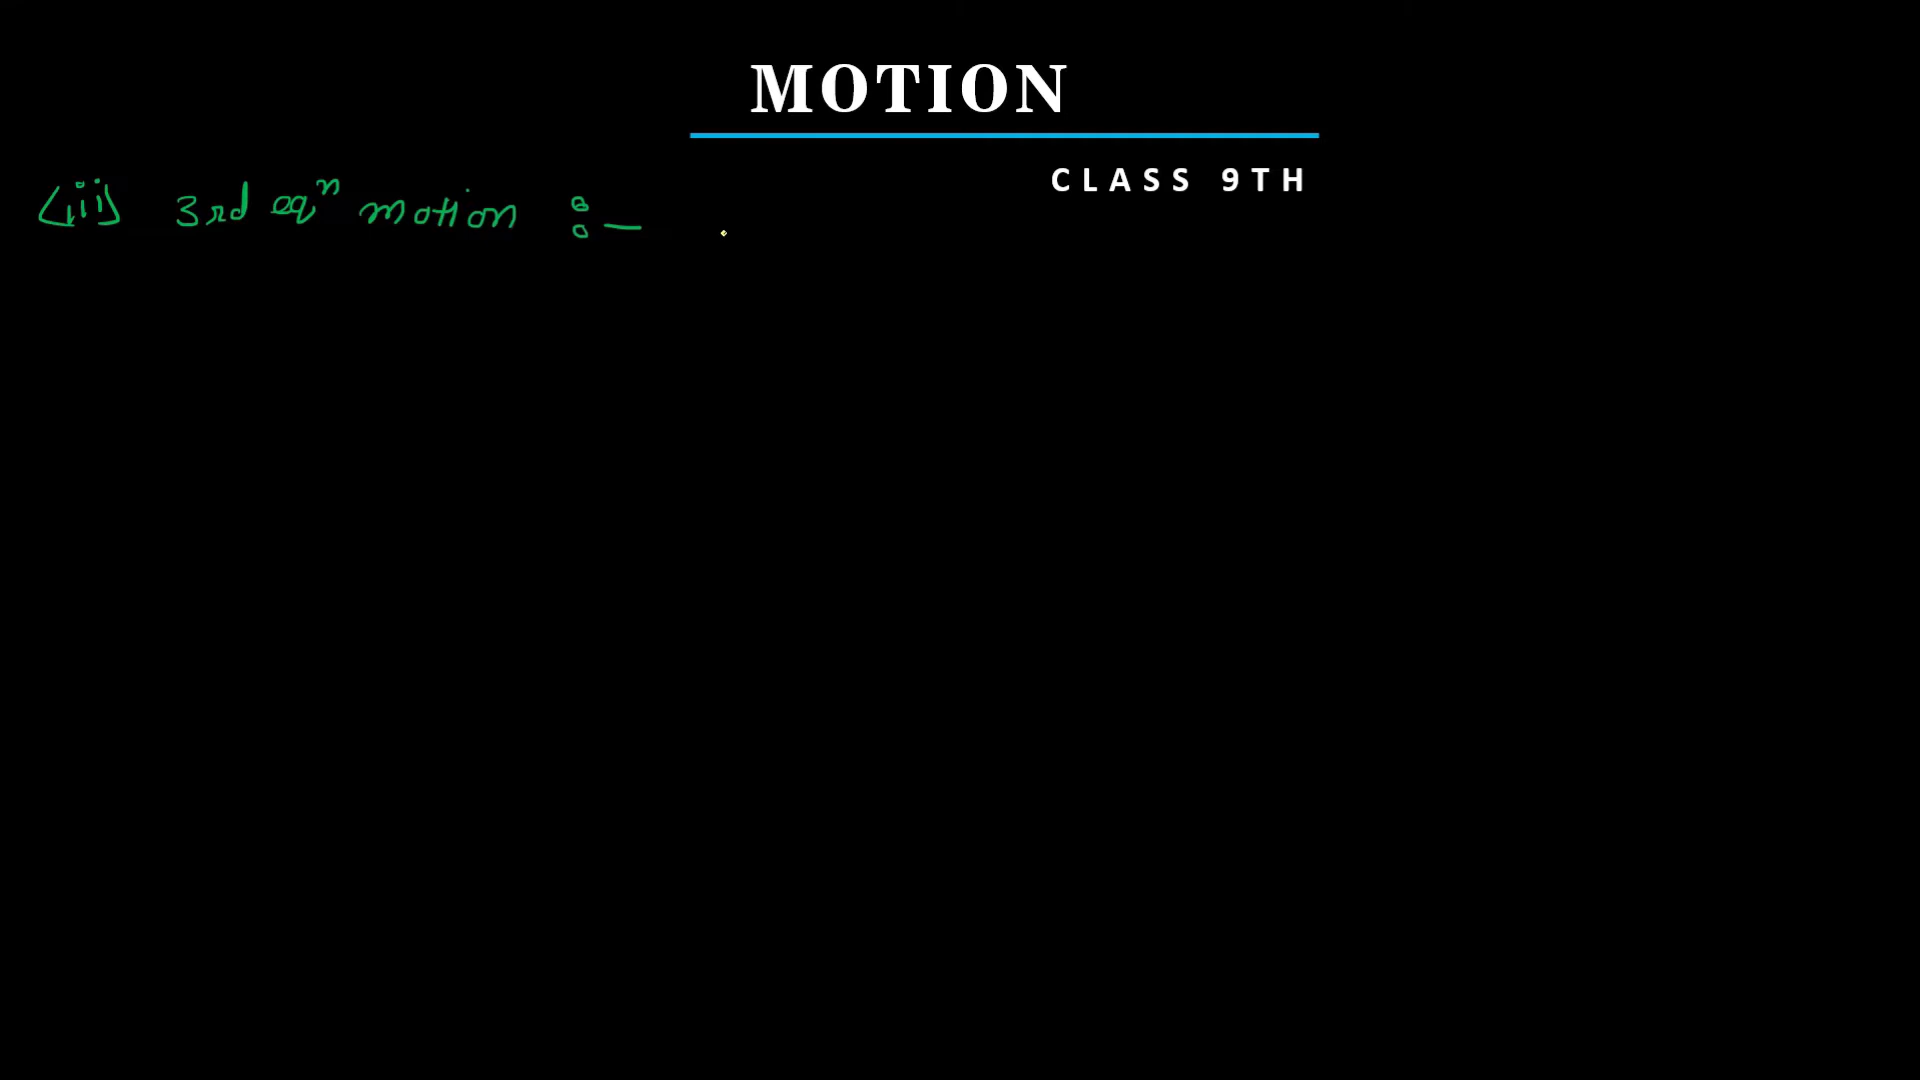 MOTION
CLASS 9TH
(iii) 3rd eqⁿ motion :-